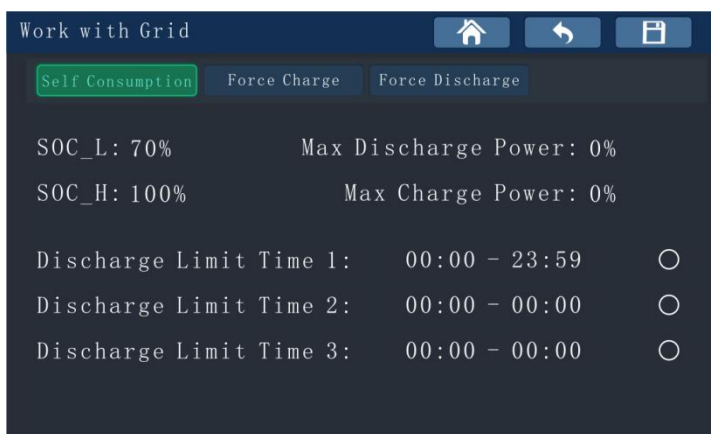 Work with Grid
Self Consumption Force Charge Force Discharge
SOC_L: 70% Max Discharge Power: 0%
SOC_H: 100% Max Charge Power: 0%
Discharge Limit Time 1: 00:00 - 23:59
Discharge Limit Time 2: 00:00 - 00:00
Discharge Limit Time 3: 00:00 - 00:00